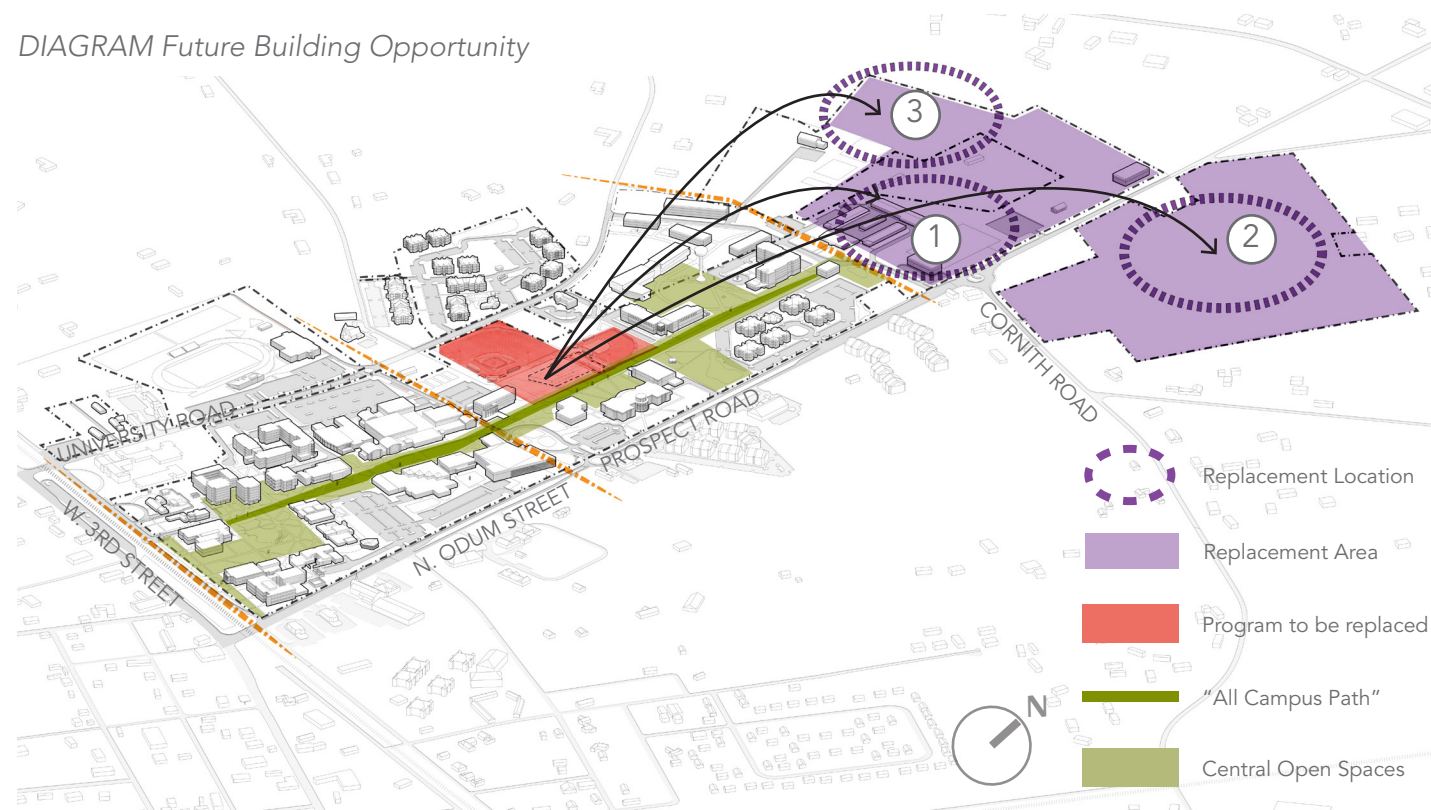 DIAGRAM Future Building Opportunity
3
1
2
CORNITH ROAD
UNIVERSITY ROAD
PROSPECT ROAD
N. ODUM STREET
W. 3RD STREET
Replacement Location
Replacement Area
Program to be replaced
“All Campus Path”
Central Open Spaces
N